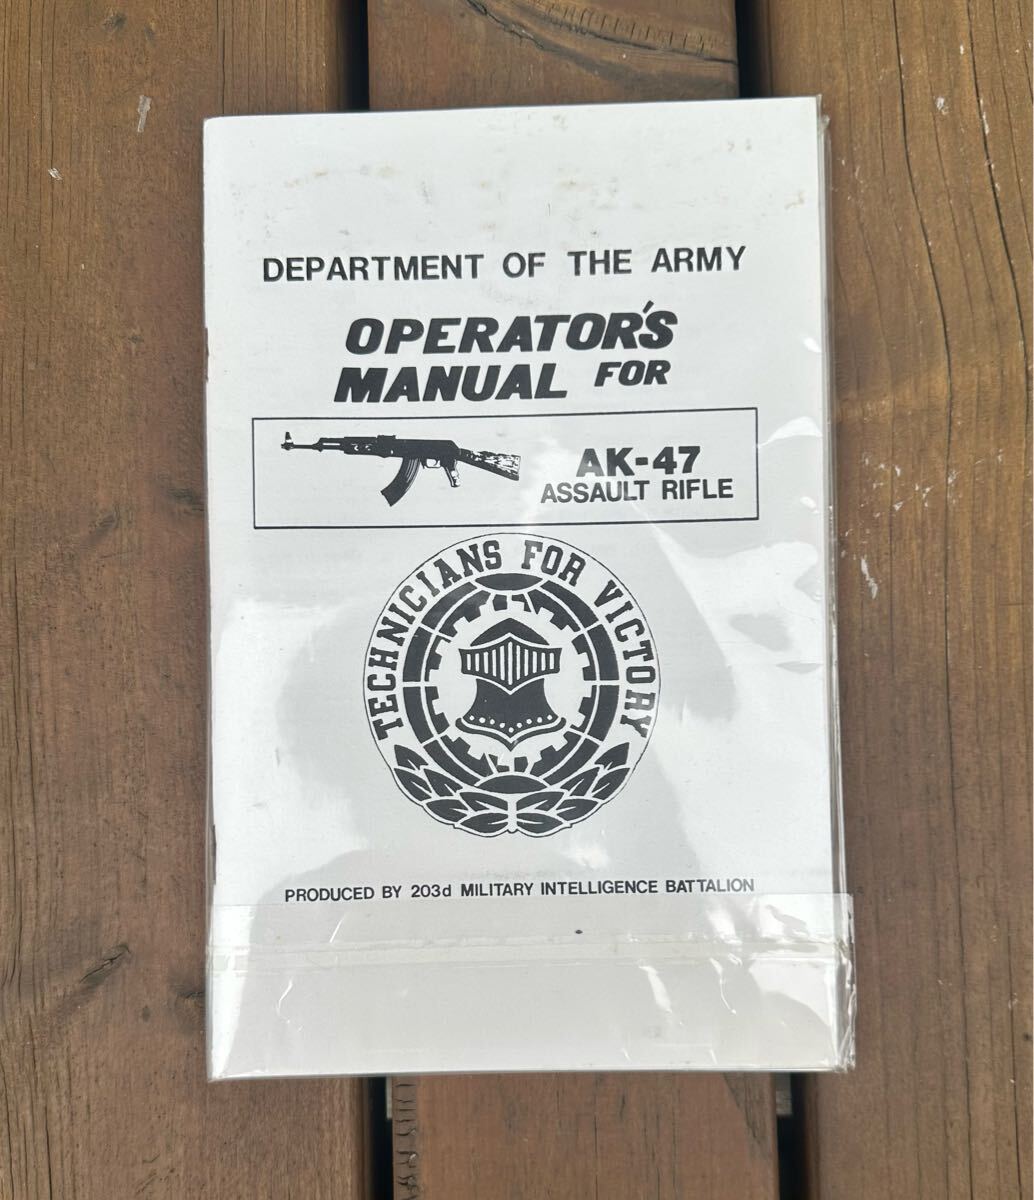 DEPARTMENT OF THE ARMY
OPERATOR'S
MANUAL FOR
AK-47
ASSAULT RIFLE
TECHNICIANS FOR VICTORY
PRODUCED BY 203d MILITARY INTELLIGENCE BATTALION